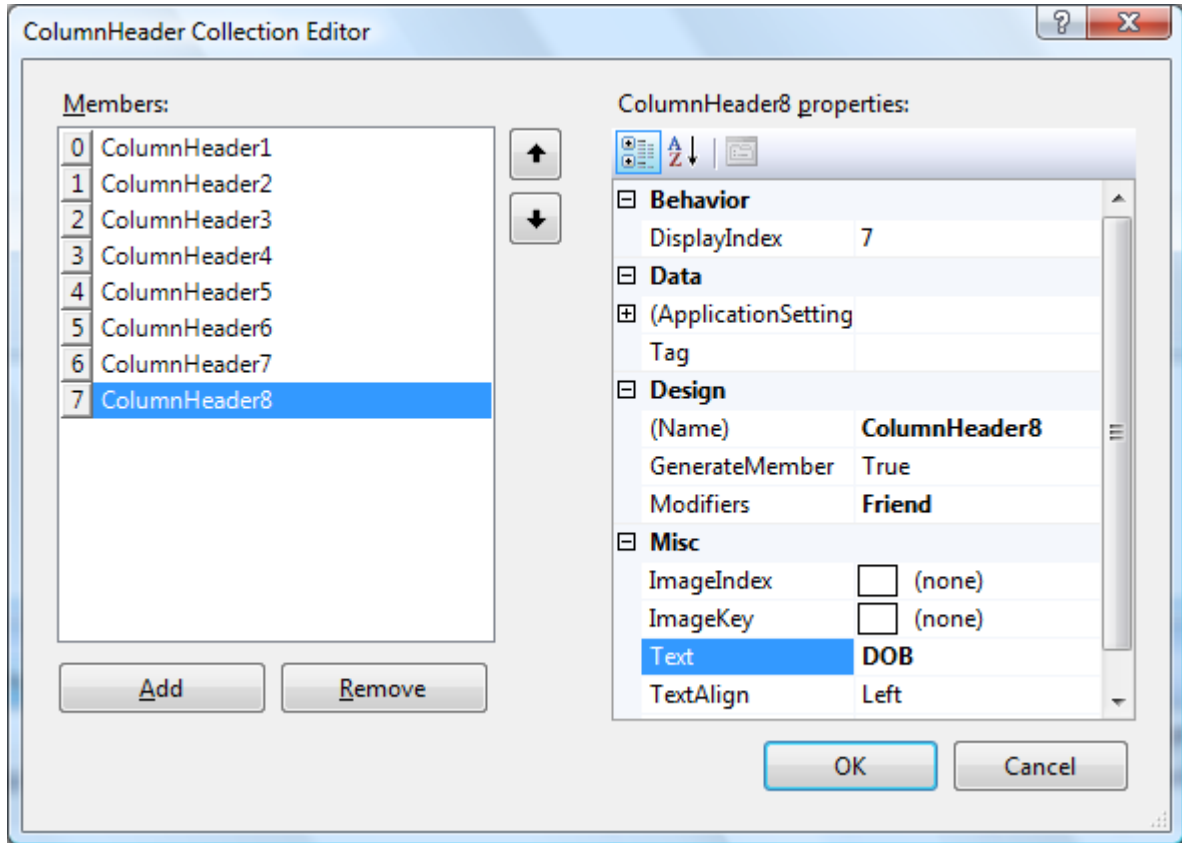 ColumnHeader Collection Editor
Members:
0 ColumnHeader1
1 ColumnHeader2
2 ColumnHeader3
3 ColumnHeader4
4 ColumnHeader5
5 ColumnHeader6
6 ColumnHeader7
7 ColumnHeader8
Add Remove
ColumnHeader8 properties:
A
Z
Behavior
DisplayIndex 7
Data
(ApplicationSetting
Tag
Design
(Name) ColumnHeader8
GenerateMember True
Modifiers Friend
Misc
ImageIndex (none)
ImageKey (none)
Text DOB
TextAlign Left
OK Cancel